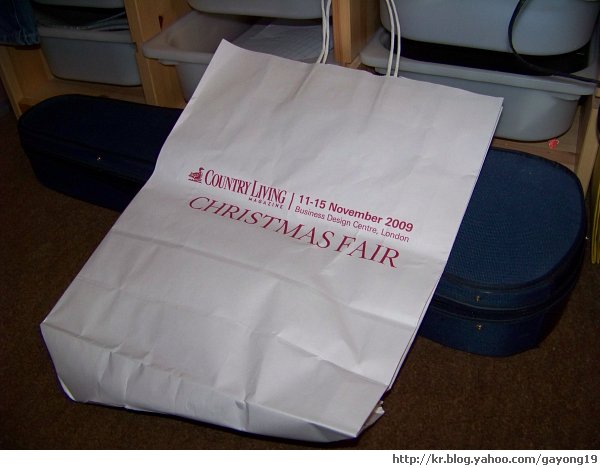 COUNTRY LIVING
MAGAZINE
11-15 November 2009
Business Design Centre, London
CHRISTMAS FAIR
http://kr.blog.yahoo.com/gayong19